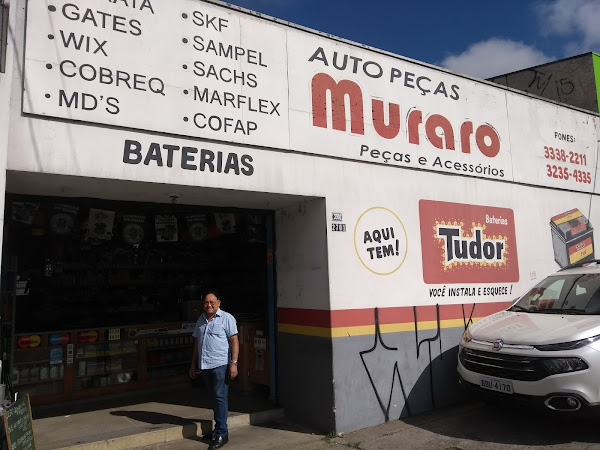 • GATES
• WIX
• COBREQ
• MD'S
• SKF
• SAMPEL
• SACHS
• MARFLEX
• COFAP
AUTO PEÇAS
Muraro
Peças e Acessórios
FONES:
3338-2211
3235-4335
BATERIAS
AQUI
TEM!
Baterias
Tudor
VOCÊ INSTALA E ESQUECE!